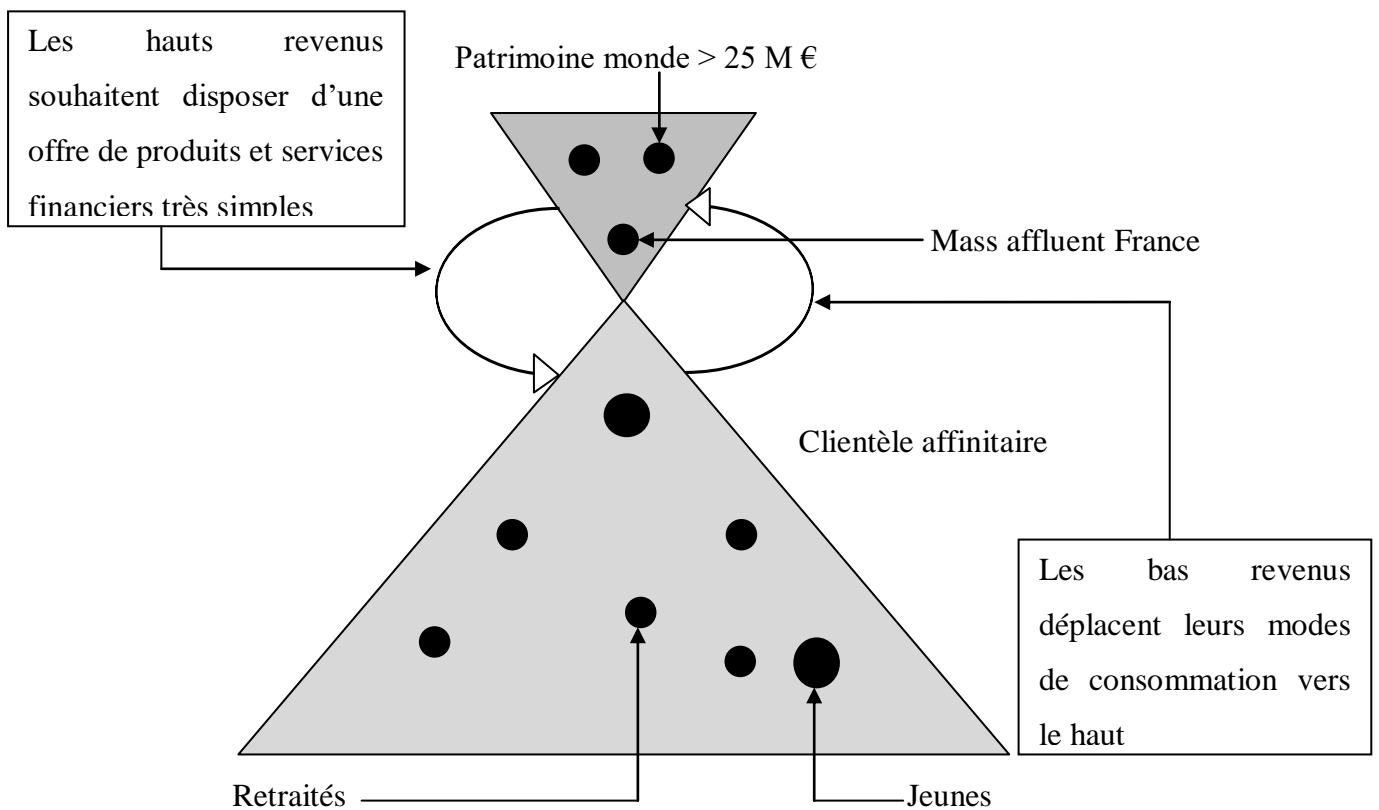 Les hauts revenus
souhaitent disposer d’une
offre de produits et services
financiers très simples
Patrimoine monde > 25 M €
Mass affluent France
Clientèle affinitaire
Les bas revenus
déplacent leurs modes
de consommation vers
le haut
Retraités
Jeunes